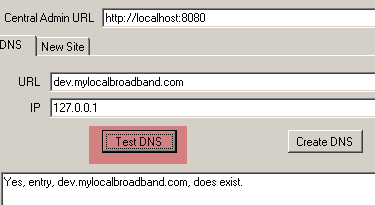 Central Admin URL http://localhost:8080
DNS New Site
URL dev.mylocalbroadband.com
IP 127.0.0.1
Test DNS Create DNS
Yes, entry, dev.mylocalbroadband.com, does exist.